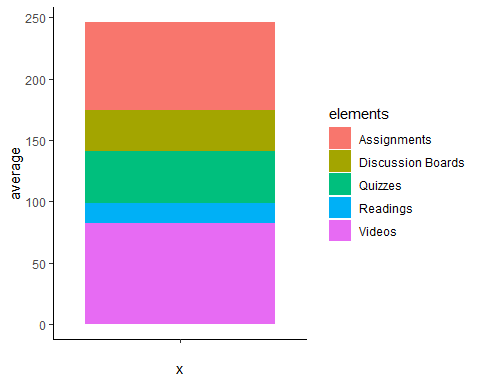 250
200
150
100
50
0
average
x
elements
Assignments
Discussion Boards
Quizzes
Readings
Videos